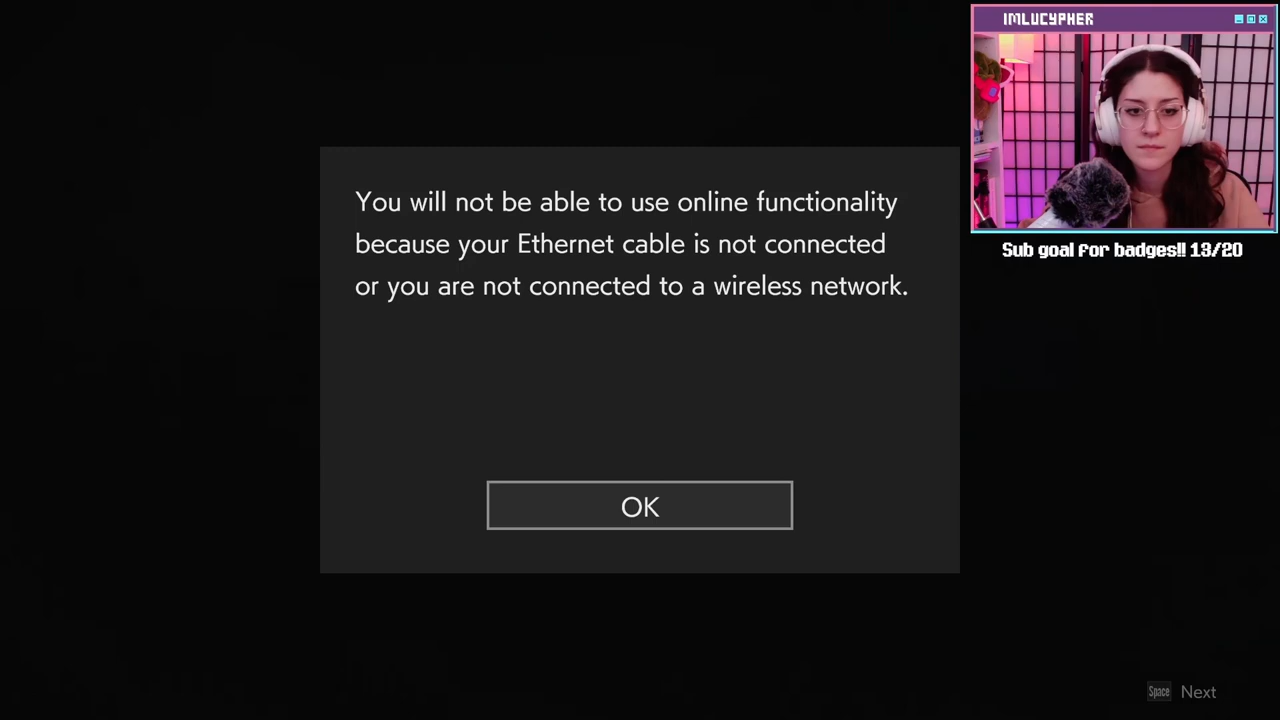 IMLUCYPHER
You will not be able to use online functionality
because your Ethernet cable is not connected
or you are not connected to a wireless network.
Sub goal for badges!! 13/20
OK
Space Next